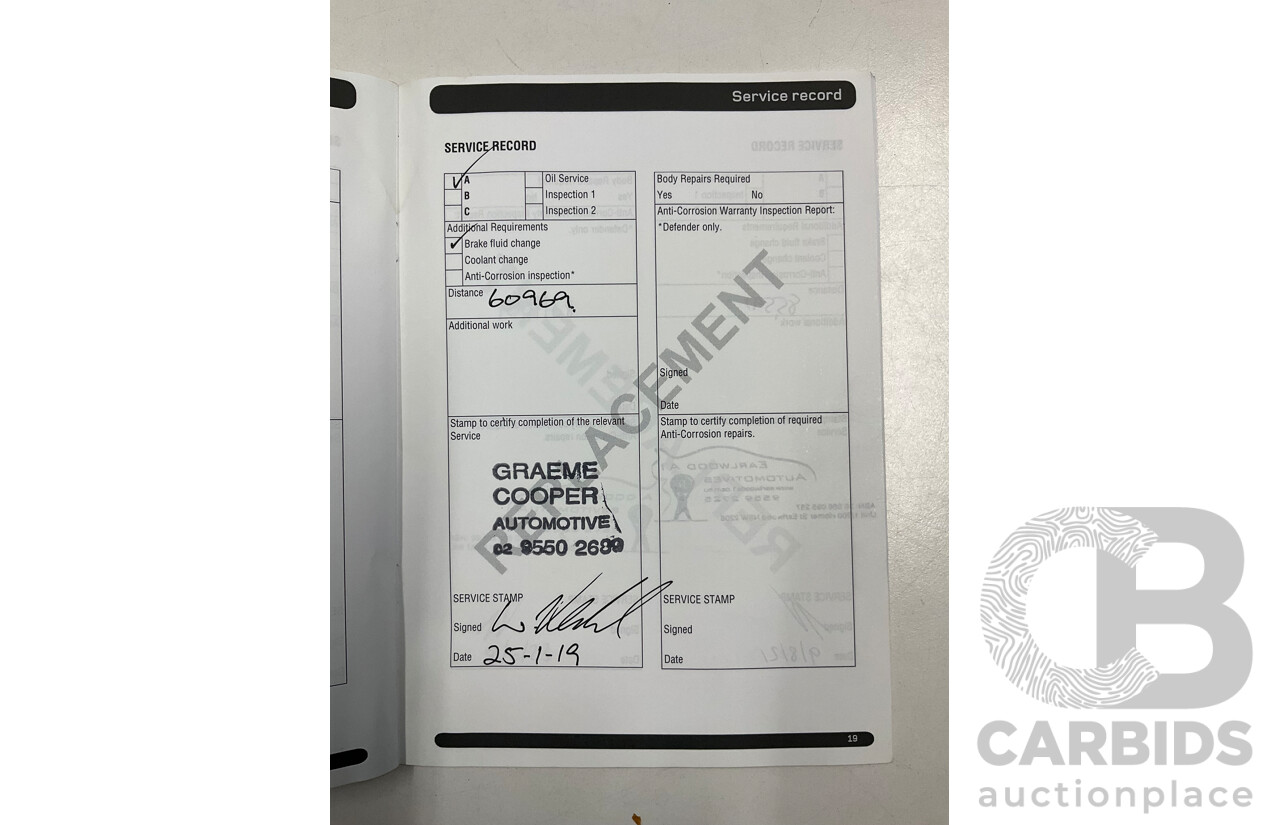 Service record
SERVICE RECORD
A
Oil Service
B
Inspection 1
C
Inspection 2
Additional Requirements
Brake fluid change
Coolant change
Anti-Corrosion inspection*
Distance 60969
Additional work
Stamp to certify completion of the relevant
Service
GRAEME
COOPER
AUTOMOTIVE
02 9550 2690
SERVICE STAMP
Signed
Date 25-1-19
Body Repairs Required
Yes No
Anti-Corrosion Warranty Inspection Report:
*Defender only.
Signed
Date
Stamp to certify completion of required
Anti-Corrosion repairs.
SERVICE STAMP
Signed
Date
REPLACEMENT
19
CB
CARBIDS
auctionplace